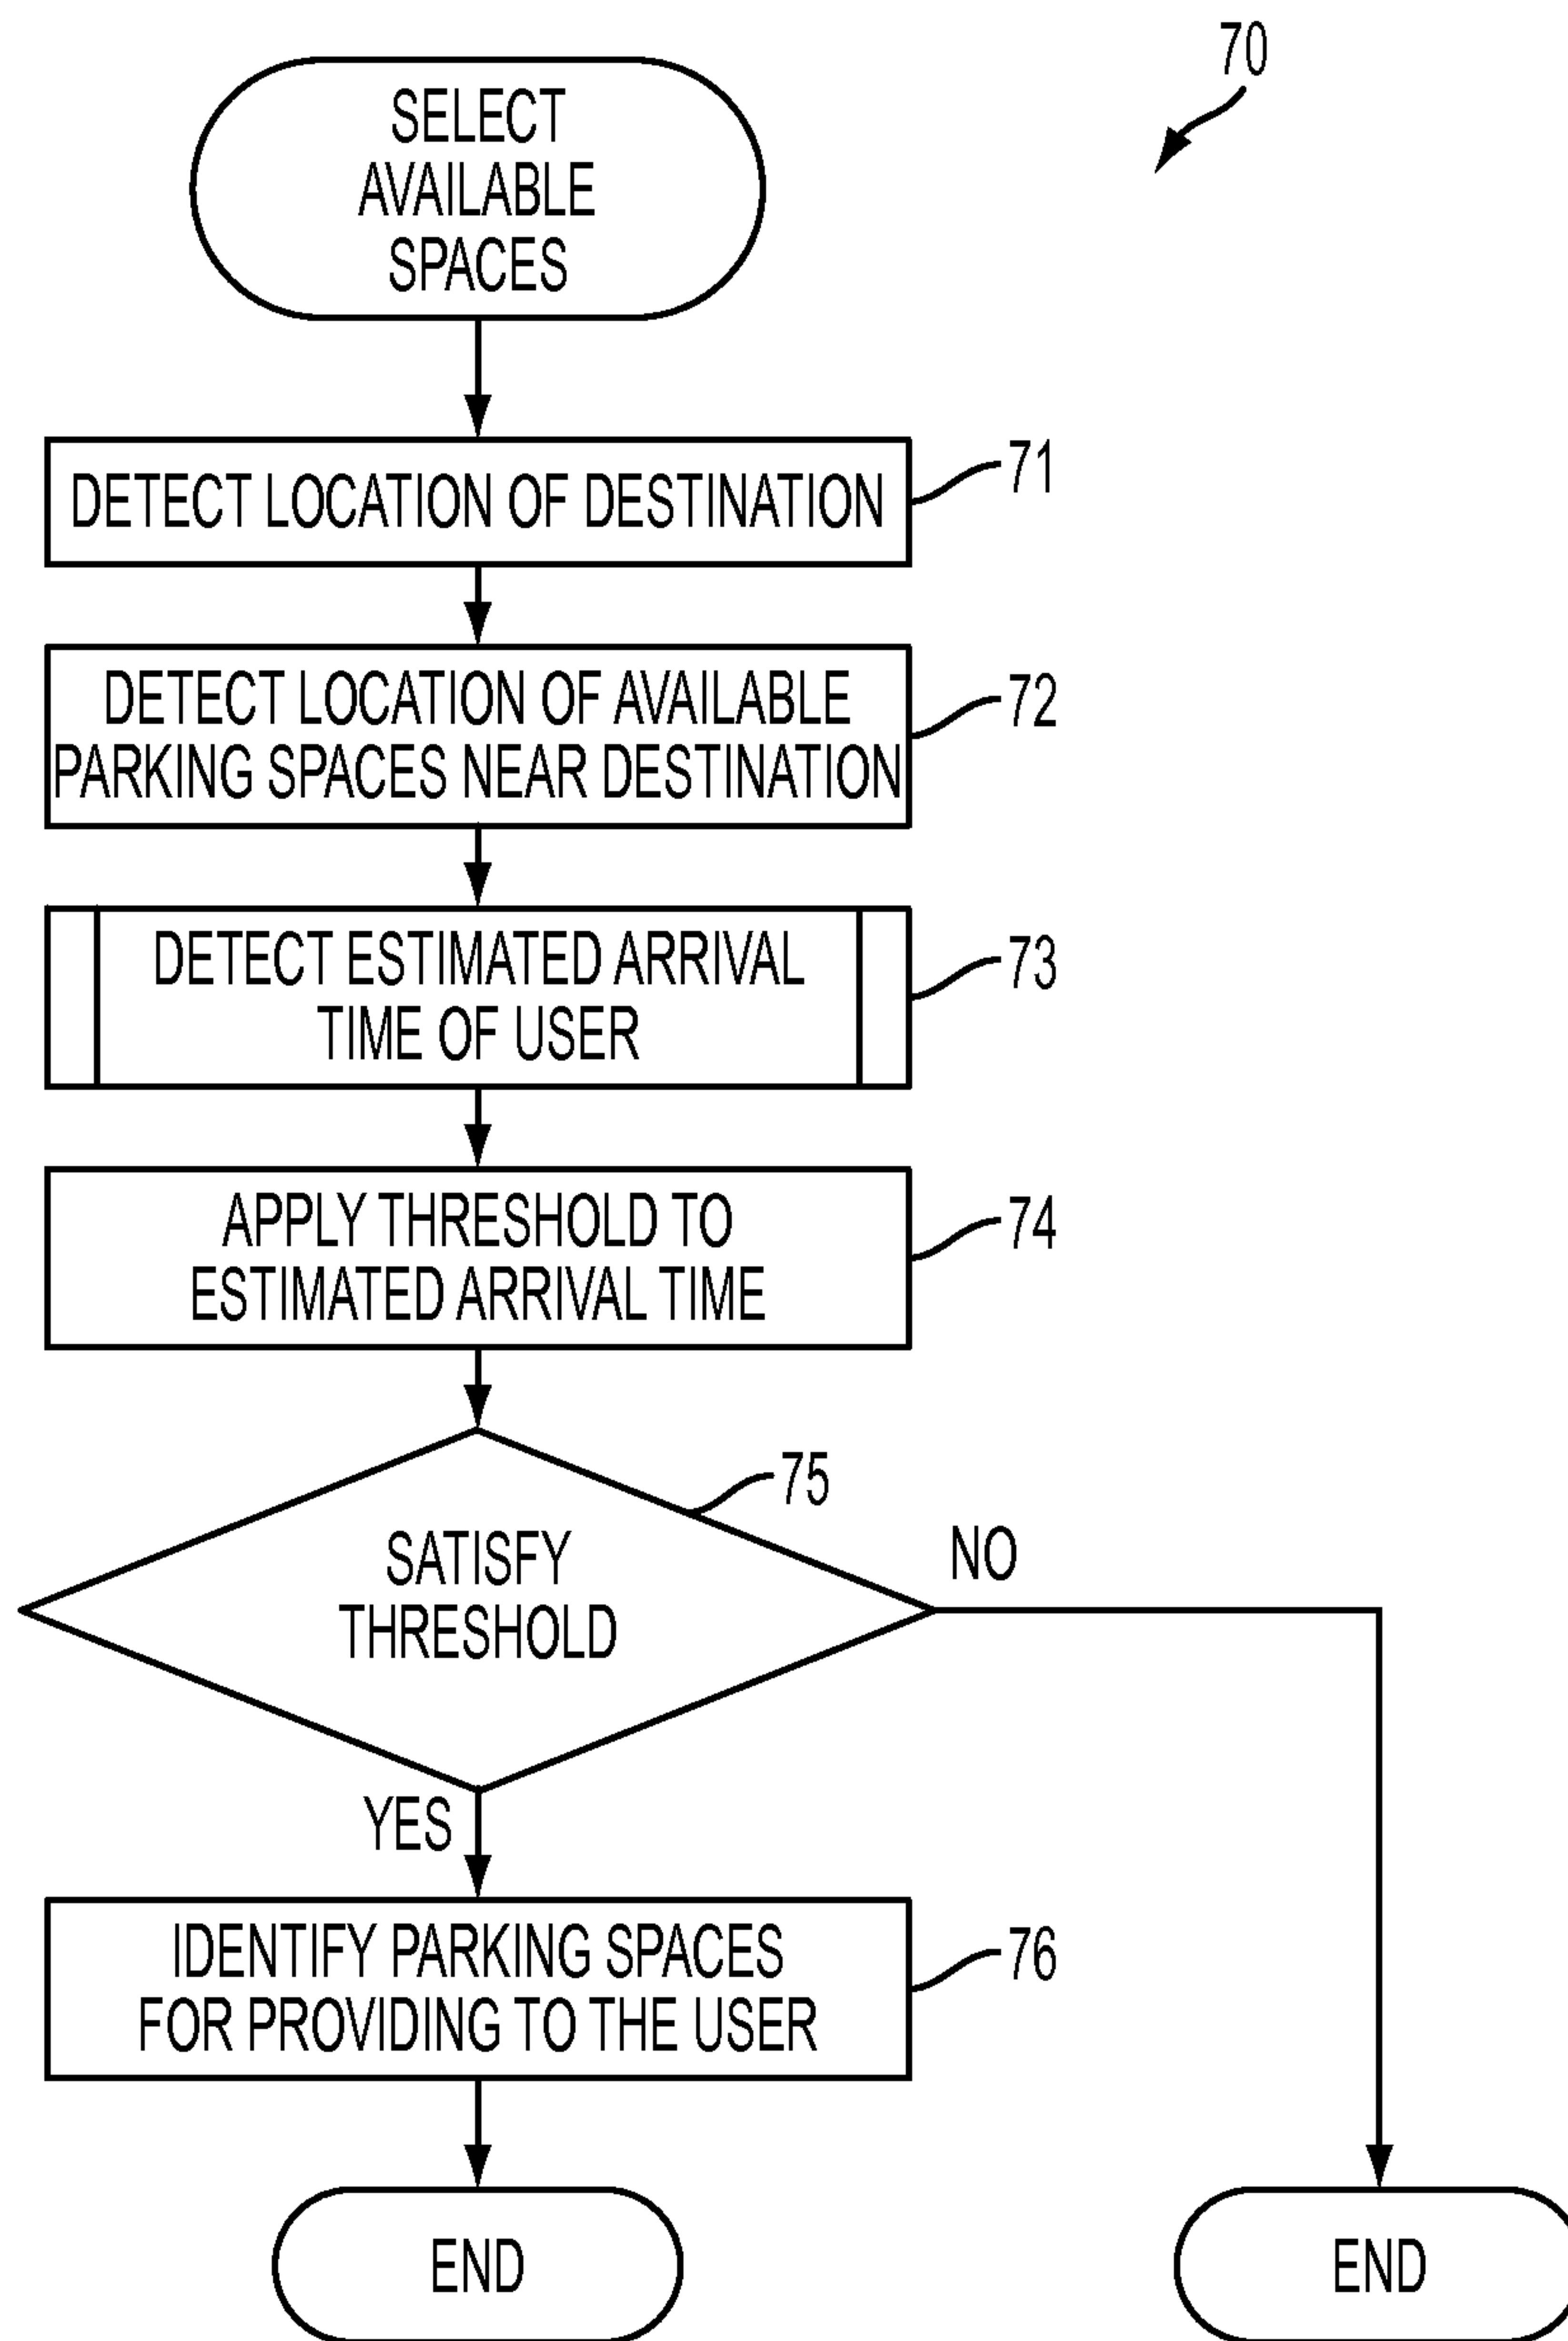 70
SELECT
AVAILABLE
SPACES
DETECT LOCATION OF DESTINATION
71
DETECT LOCATION OF AVAILABLE
PARKING SPACES NEAR DESTINATION
72
DETECT ESTIMATED ARRIVAL
TIME OF USER
73
APPLY THRESHOLD TO
ESTIMATED ARRIVAL TIME
74
75
SATISFY
THRESHOLD
NO
YES
IDENTIFY PARKING SPACES
FOR PROVIDING TO THE USER
76
END
END